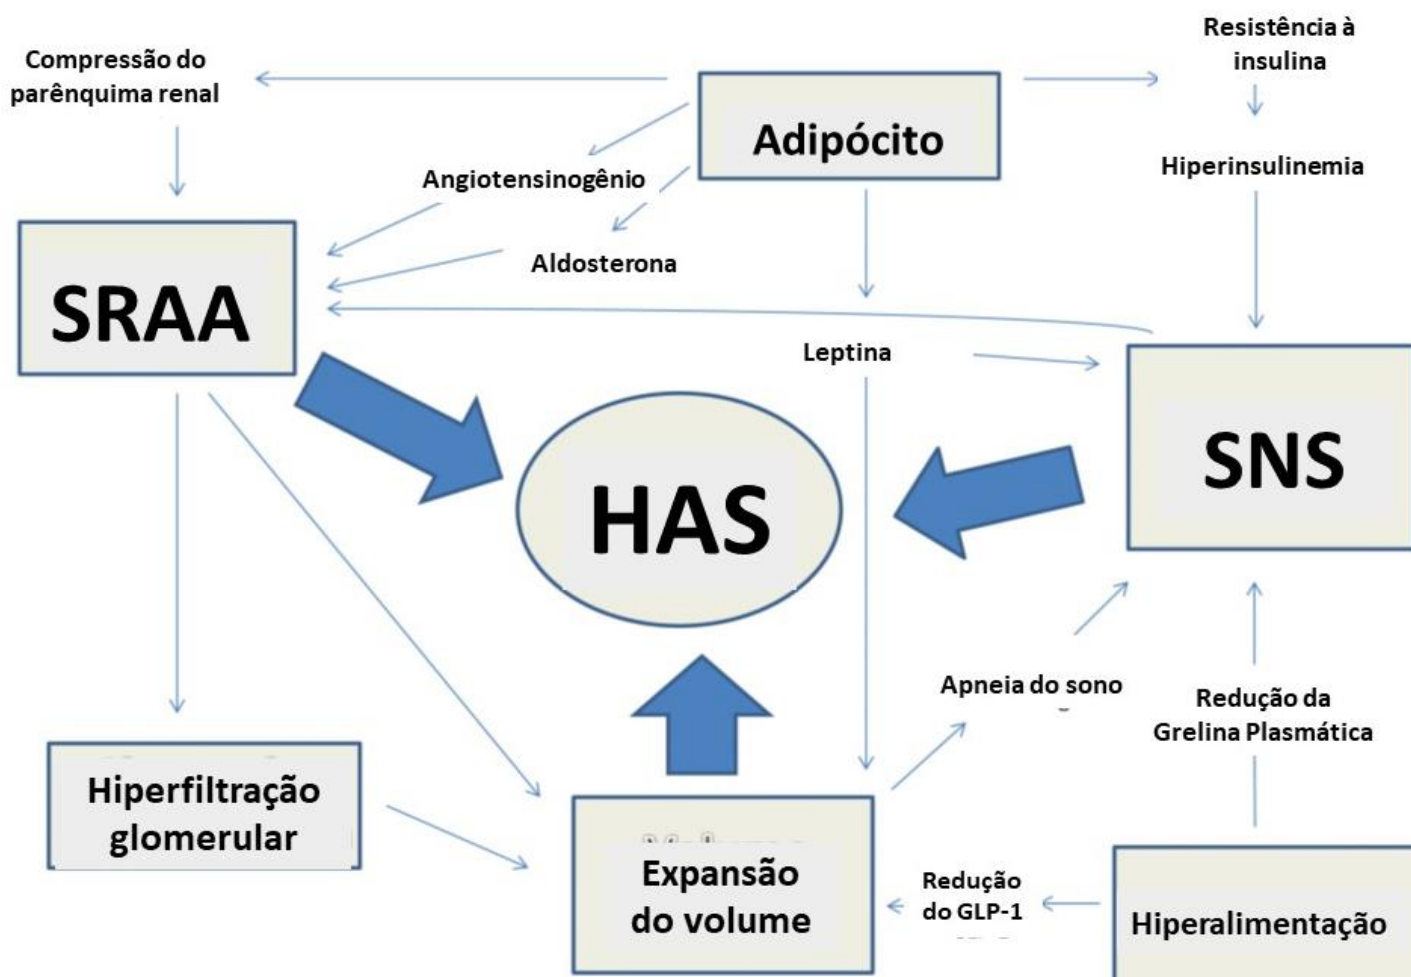 Compressão do
parênquima renal
Adipócito
Resistência à
insulina
Hiperinsulinemia
Angiotensinogênio
Aldosterona
SRAA
Leptina
SNS
HAS
Apneia do sono
Redução da
Grelina Plasmática
Hiperfiltração
glomerular
Expansão
do volume
Redução
do GLP-1
Hiperalimentação